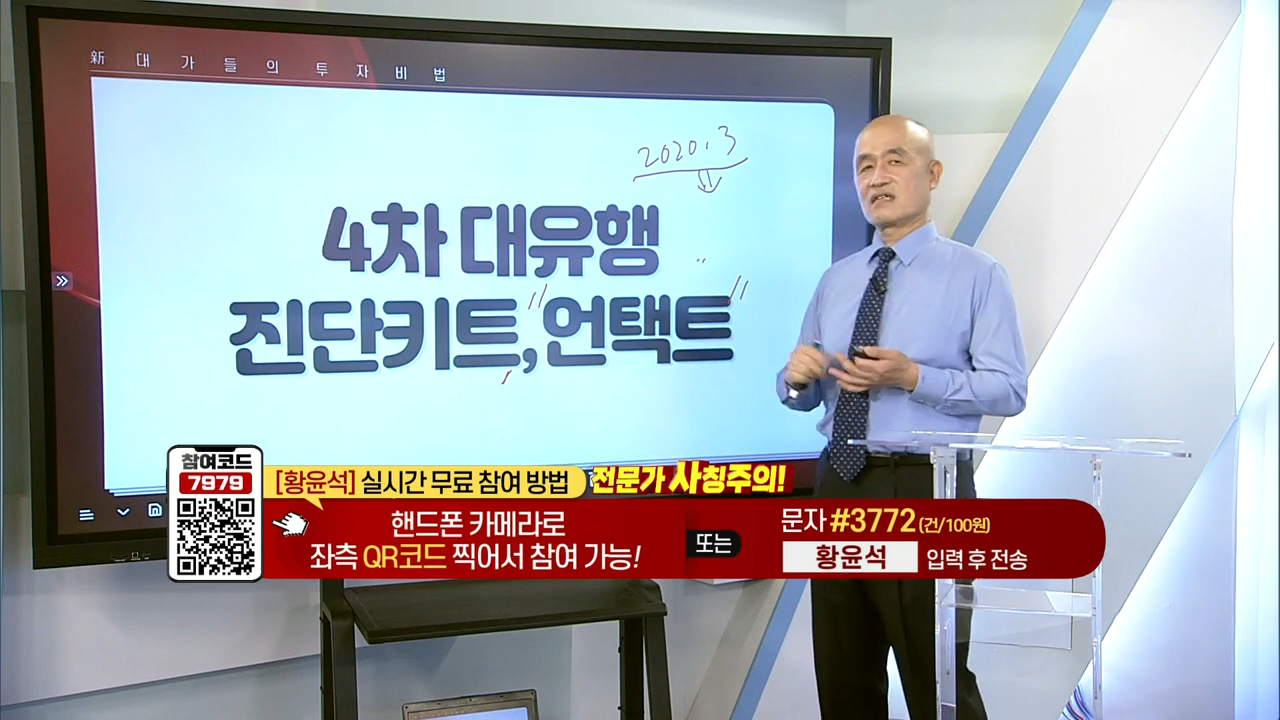 新 대가들의 투자비법
2020.3
4차 대유행
진단키트, "언택트"
참여코드
7979
[황윤석] 실시간 무료 참여 방법
전문가 사칭주의!
핸드폰 카메라로
좌측 QR코드 찍어서 참여 가능!
또는
문자 #3772 (건/100원)
황윤석 입력 후 전송